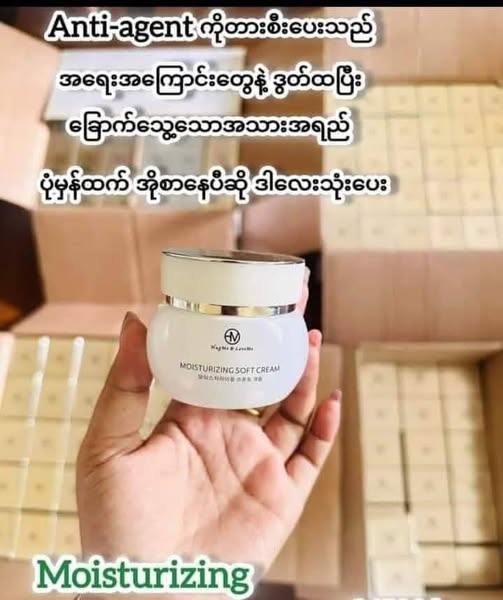 Anti-agent ကိုတားစီးပေးသည်
အရေးအကြောင်းတွေနဲ့ ဒွတ်ထပြီး
ခြောက်သွေ့သောအသားအရည်
ပုံမှန်ထက် အိုစာနေပီဆို ဒါလေးသုံးပေး
HM
MOISTURIZING SOFT CREAM
Moisturizing